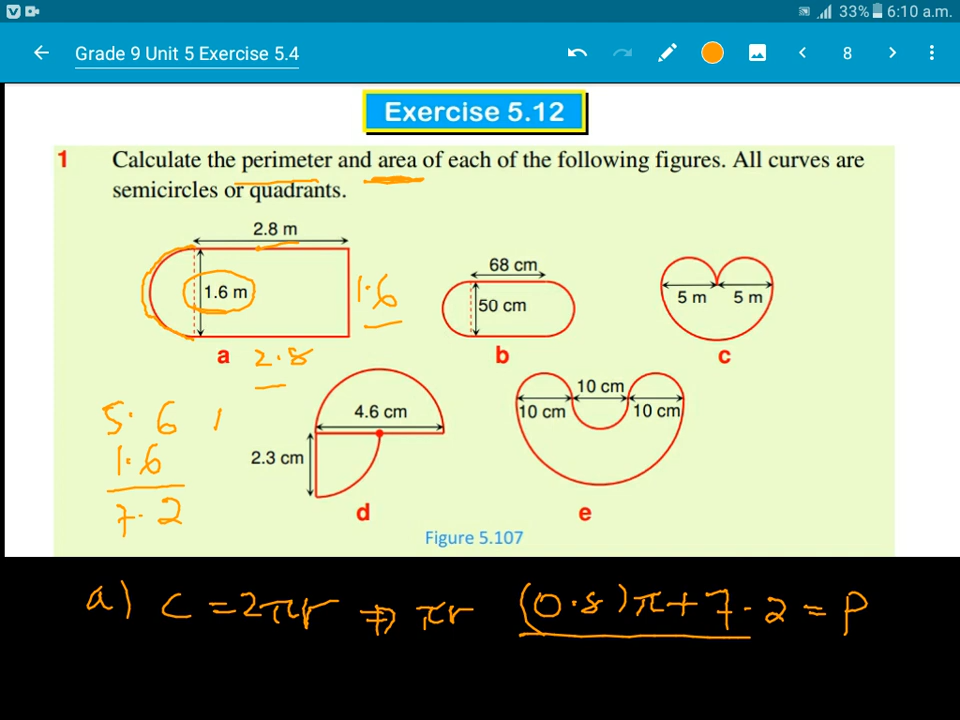 33% 6:10 a.m.
Grade 9 Unit 5 Exercise 5.4
8
Exercise 5.12
1 Calculate the perimeter and area of each of the following figures. All curves are
semicircles or quadrants.
2.8 m
1.6 m
1.6
a
2.8
68 cm
50 cm
b
5 m 5 m
c
5.6
1.6
7.2
4.6 cm
2.3 cm
d
10 cm
10 cm 10 cm
e
Figure 5.107
a) C = 2πr ⇒ πr (0.8)π + 7.2 = P